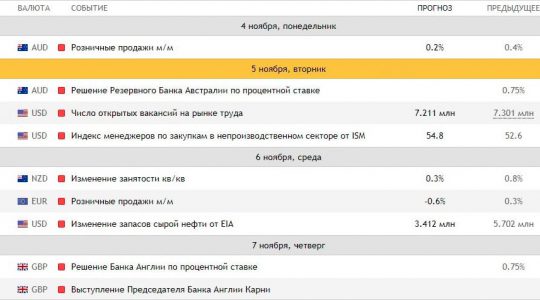 ВАЛЮТА СОБЫТИЕ ПРОГНОЗ ПРЕДЫДУЩЕЕ
4 ноября, понедельник
AUD Розничные продажи м/м 0.2% 0.4%
5 ноября, вторник
AUD Решение Резервного Банка Австралии по процентной ставке 0.75%
USD Число открытых вакансий на рынке труда 7.211 млн 7.301 млн
USD Индекс менеджеров по закупкам в непроизводственном секторе от ISM 54.8 52.6
6 ноября, среда
NZD Изменение занятости кв/кв 0.3% 0.8%
EUR Розничные продажи м/м -0.6% 0.3%
USD Изменение запасов сырой нефти от EIA 3.412 млн 5.702 млн
7 ноября, четверг
GBP Решение Банка Англии по процентной ставке 0.75%
GBP Выступление Председателя Банка Англии Карни